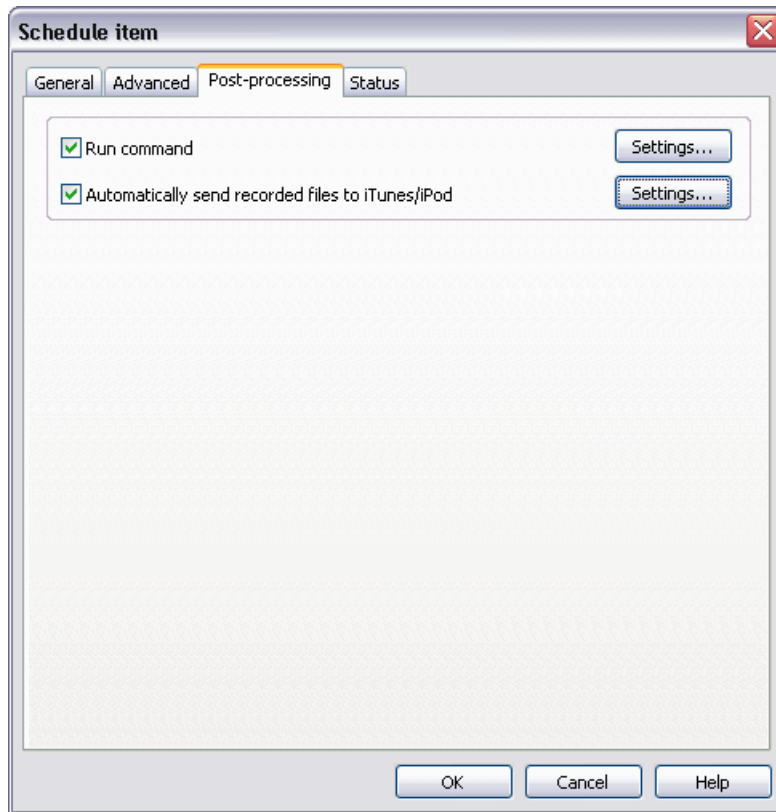 Schedule item
General Advanced Post-processing Status
Run command Settings...
Automatically send recorded files to iTunes/iPod Settings...
OK Cancel Help